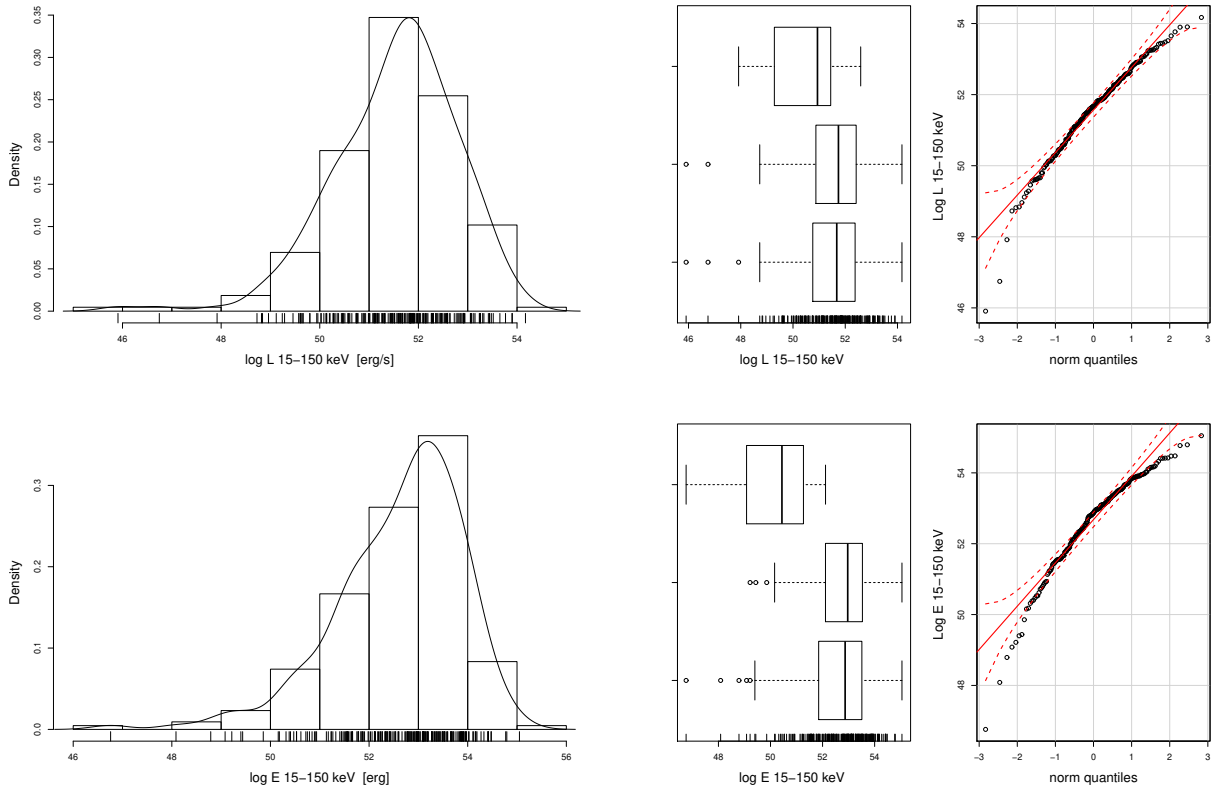 0.35
0.30
0.25
0.20
0.15
0.10
0.05
0.00
Density
46 48 50 52 54
log L 15−150 keV [erg/s]
46 48 50 52 54
log L 15−150 keV
54
52
50
48
46
Log L 15−150 keV
−3 −2 −1 0 1 2 3
norm quantiles
0.3
0.2
0.1
0.0
Density
46 48 50 52 54 56
log E 15−150 keV [erg]
48 50 52 54
log E 15−150 keV
54
52
50
48
Log E 15−150 keV
−3 −2 −1 0 1 2 3
norm quantiles